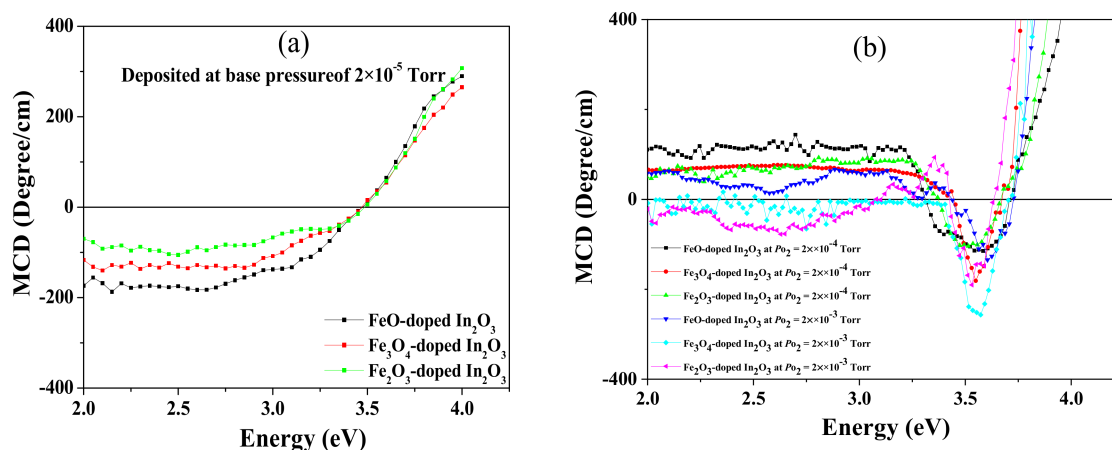 (a)
Deposited at base pressureof 2×10⁻⁵ Torr
MCD (Degree/cm)
400
200
0
-200
-400
FeO-doped In₂O₃
Fe₃O₄-doped In₂O₃
Fe₂O₃-doped In₂O₃
2.0 2.5 3.0 3.5 4.0
Energy (eV)
(b)
MCD (Degree/cm)
400
0
-400
FeO-doped In₂O₃ at Po₂ = 2××10⁻⁴ Torr
Fe₃O₄-doped In₂O₃ at Po₂ = 2××10⁻⁴ Torr
Fe₂O₃-doped In₂O₃ at Po₂ = 2××10⁻⁴ Torr
FeO-doped In₂O₃ at Po₂ = 2××10⁻³ Torr
Fe₃O₄-doped In₂O₃ at Po₂ = 2××10⁻³ Torr
Fe₂O₃-doped In₂O₃ at Po₂ = 2××10⁻³ Torr
2.0 2.5 3.0 3.5 4.0
Energy (eV)